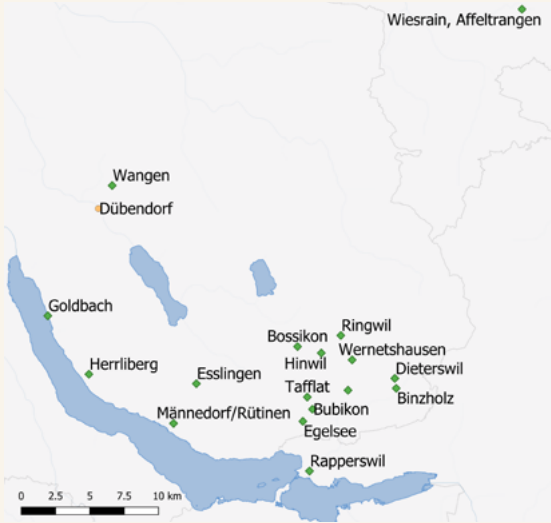 Wiesrain, Affeltrangen
Wangen
Dübendorf
Goldbach
Ringwil
Bossikon
Wernetshausen
Hinwil
Herrliberg
Dieterswil
Esslingen
Tafflat
Binzholz
Männedorf/Rütinen
Bubikon
Egelsee
Rapperswil
0 2.5 5 7.5 10 km